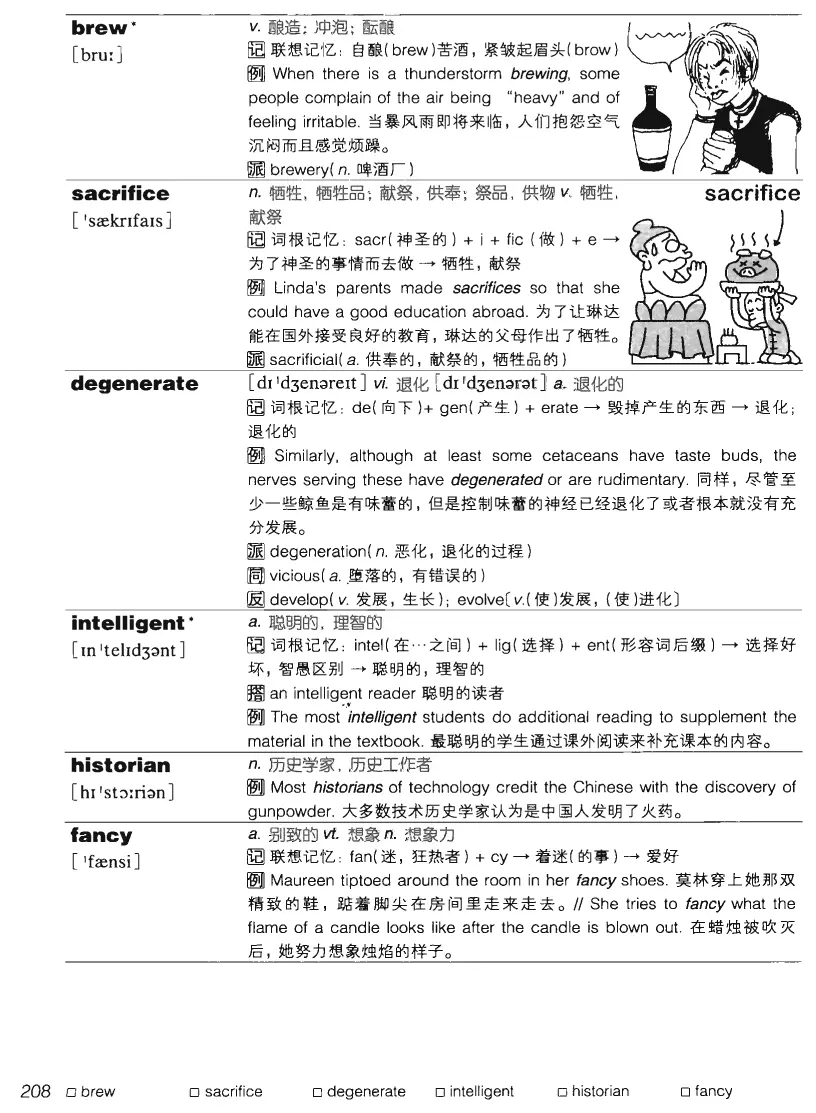 brew*
[bruː]
v. 酿造；冲泡；酝酿
[记] 联想记忆：自酿(brew)苦酒，紧皱起眉头(brow)
[例] When there is a thunderstorm brewing, some
people complain of the air being “heavy” and of
feeling irritable. 当暴风雨即将来临，人们抱怨空气
沉闷而且感觉烦躁。
[派] brewery(n. 啤酒厂)
sacrifice
[ˈsækrɪfaɪs]
n. 牺牲，牺牲品；献祭，供奉；祭品，供物 v. 牺牲，
献祭
[记] 词根记忆：sacr(神圣的) + i + fic (做) + e →
为了神圣的事情而去做 → 牺牲，献祭
[例] Linda's parents made sacrifices so that she
could have a good education abroad. 为了让琳达
能在国外接受良好的教育，琳达的父母作出了牺牲。
[派] sacrificial(a. 供奉的，献祭的，牺牲品的)
sacrifice
degenerate
[dɪˈdʒenəreɪt] vi. 退化 [dɪˈdʒenərət] a. 退化的
[记] 词根记忆：de(向下)+ gen(产生) + erate → 毁掉产生的东西 → 退化；
退化的
[例] Similarly, although at least some cetaceans have taste buds, the
nerves serving these have degenerated or are rudimentary. 同样，尽管至
少一些鲸鱼是有味蕾的，但是控制味蕾的神经已经退化了或者根本就没有充
分发展。
[派] degeneration(n. 恶化，退化的过程)
[同] vicious(a. 堕落的，有错误的)
[反] develop(v. 发展，生长)；evolve〔v.(使)发展，(使)进化〕
intelligent*
[ɪnˈtelɪdʒənt]
a. 聪明的，理智的
[记] 词根记忆：intel(在…之间) + lig(选择) + ent(形容词后缀) → 选择好
坏，智愚区别 → 聪明的，理智的
[搭] an intelligent reader 聪明的读者
[例] The most intelligent students do additional reading to supplement the
material in the textbook. 最聪明的学生通过课外阅读来补充课本的内容。
historian
[hɪˈstɔːriən]
n. 历史学家，历史工作者
[例] Most historians of technology credit the Chinese with the discovery of
gunpowder. 大多数技术历史学家认为是中国人发明了火药。
fancy
[ˈfænsi]
a. 别致的 vt. 想象 n. 想象力
[记] 联想记忆：fan(迷，狂热者) + cy → 着迷(的事) → 爱好
[例] Maureen tiptoed around the room in her fancy shoes. 莫林穿上她那双
精致的鞋，踮着脚尖在房间里走来走去。// She tries to fancy what the
flame of a candle looks like after the candle is blown out. 在蜡烛被吹灭
后，她努力想象烛焰的样子。
208 □ brew □ sacrifice □ degenerate □ intelligent □ historian □ fancy